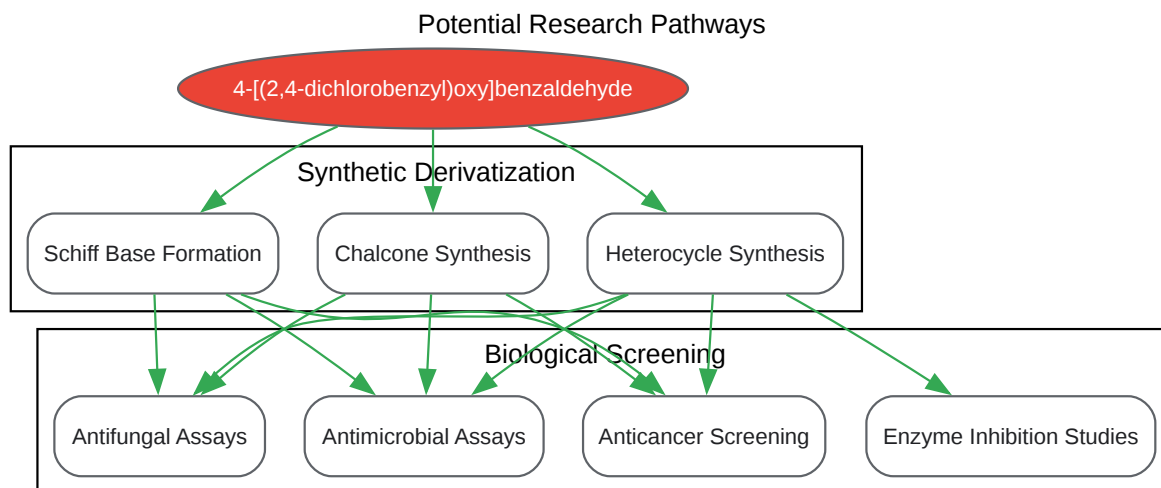 Potential Research Pathways
4-[(2,4-dichlorobenzyl)oxy]benzaldehyde
Synthetic Derivatization
Schiff Base Formation
Chalcone Synthesis
Heterocycle Synthesis
Biological Screening
Antifungal Assays
Antimicrobial Assays
Anticancer Screening
Enzyme Inhibition Studies